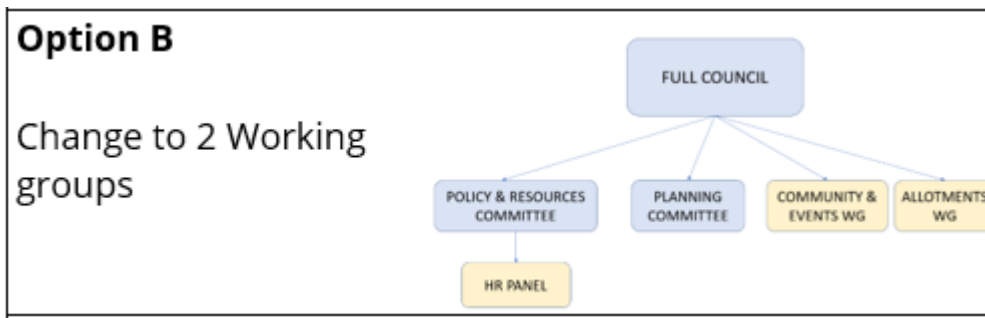 Option B
Change to 2 Working
groups
FULL COUNCIL
POLICY & RESOURCES
COMMITTEE
PLANNING
COMMITTEE
COMMUNITY &
EVENTS WG
ALLOTMENTS
WG
HR PANEL